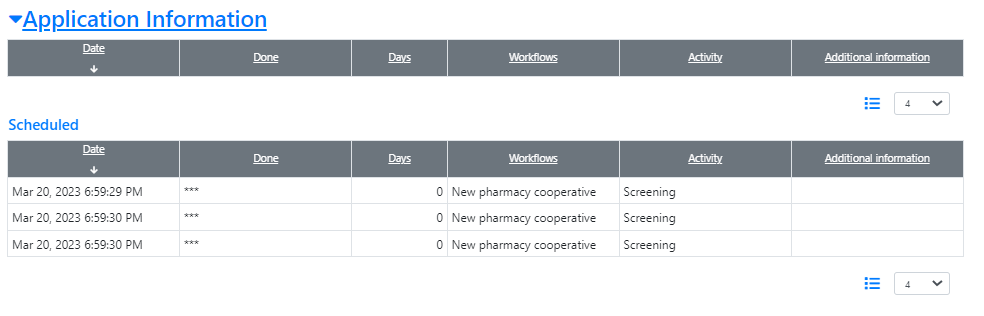 Application Information
Date Done Days Workflows Activity Additional information
4
Scheduled
Date Done Days Workflows Activity Additional information
Mar 20, 2023 6:59:29 PM *** 0 New pharmacy cooperative Screening
Mar 20, 2023 6:59:30 PM *** 0 New pharmacy cooperative Screening
Mar 20, 2023 6:59:30 PM *** 0 New pharmacy cooperative Screening
4